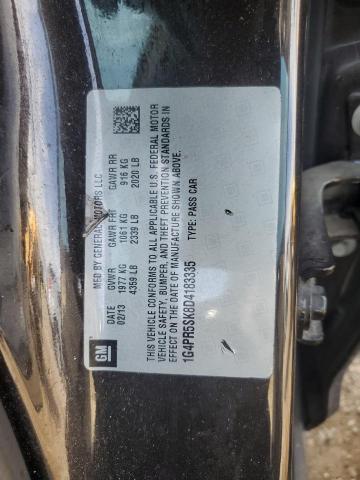 MFD BY GENERAL MOTORS LLC
DATE GVWR GAWR FRT GAWR RR
02/13 1977 KG 1061 KG 916 KG
4359 LB 2339 LB 2020 LB
THIS VEHICLE CONFORMS TO ALL APPLICABLE U.S. FEDERAL MOTOR
VEHICLE SAFETY, BUMPER, AND THEFT PREVENTION STANDARDS IN
EFFECT ON THE DATE OF MANUFACTURE SHOWN ABOVE.
1G4PR5SK8D4183335 TYPE: PASS CAR
GM